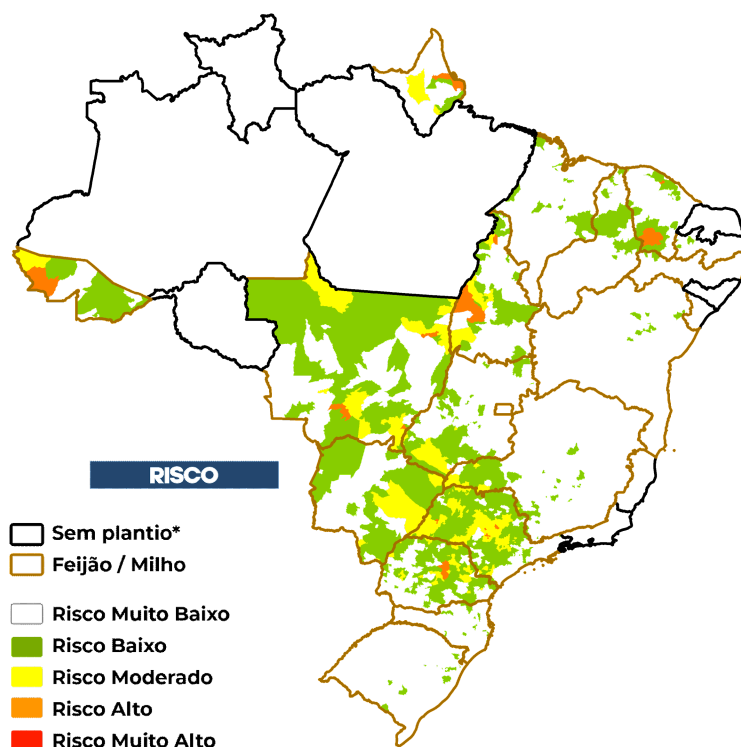 RISCO
Sem plantio*
Feijão / Milho
Risco Muito Baixo
Risco Baixo
Risco Moderado
Risco Alto
Risco Muito Alto